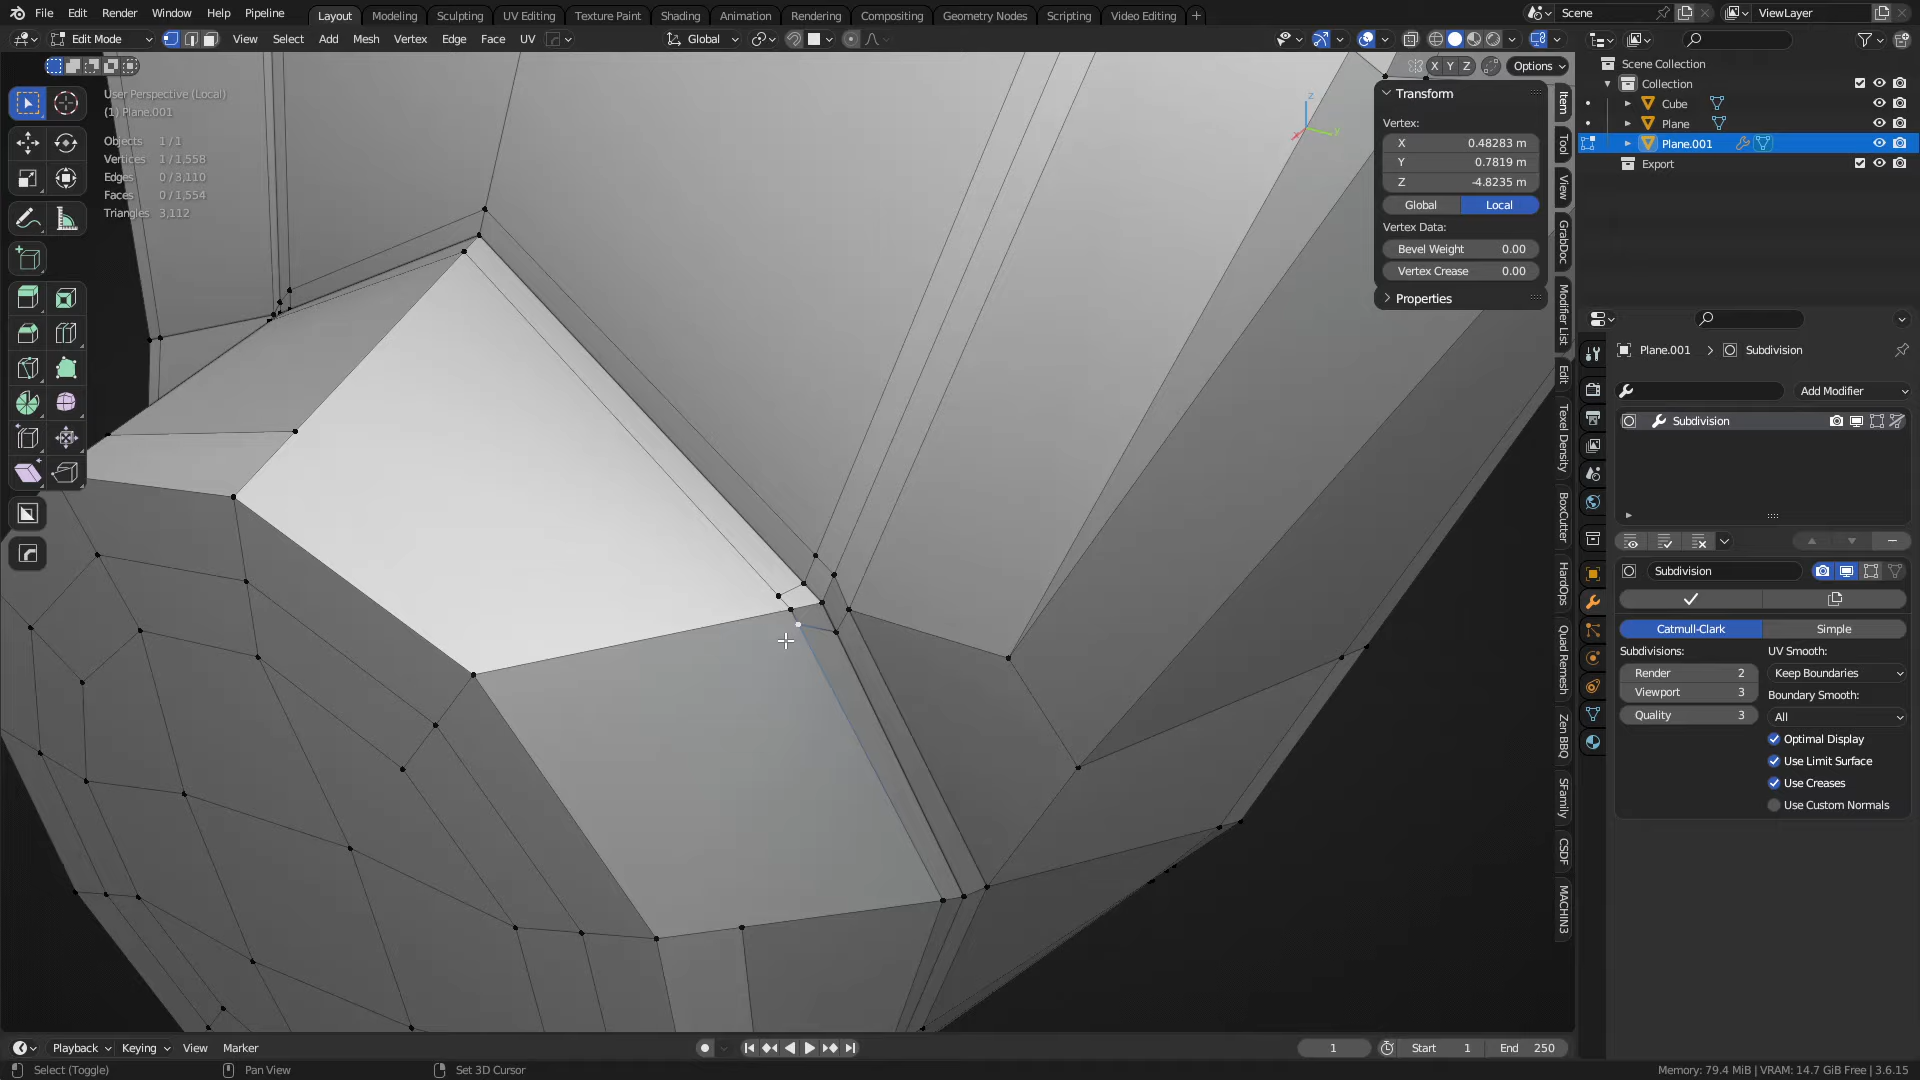 File Edit Render Window Help Pipeline Layout Modeling Sculpting UV Editing Texture Paint Shading Animation Rendering Compositing Geometry Nodes Scripting Video Editing + Scene ViewLayer
Edit Mode View Select Add Mesh Vertex Edge Face UV Global
X Y Z Options
User Perspective (Local)
(1) Plane.001
Objects 1/1
Vertices 1/1,558
Edges 0/3,110
Faces 0/1,554
Triangles 3,112
z
y
x
Transform
Vertex:
X 0.48283 m
Y 0.7819 m
Z -4.8235 m
Global Local
Vertex Data:
Bevel Weight 0.00
Vertex Crease 0.00
Properties
Item
Tool
View
GrabDoc
Modifier List
Edit
Texel Density
BoxCutter
HardOps
Quad Remesh
Zen BBQ
SFamily
CSDF
MACHIN3
Scene Collection
Collection
Cube
Plane
Plane.001
Export
Plane.001 Subdivision
Add Modifier
Subdivision
Subdivision
Catmull-Clark Simple
Subdivisions: UV Smooth:
Render 2 Keep Boundaries
Viewport 3 Boundary Smooth:
Quality 3 All
Optimal Display
Use Limit Surface
Use Creases
Use Custom Normals
Playback Keying View Marker 1 Start 1 End 250
Select (Toggle) Pan View Set 3D Cursor Memory: 79.4 MiB | VRAM: 14.7 GiB Free | 3.6.15